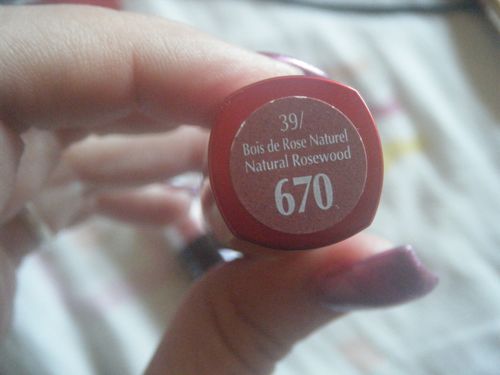 39/
Bois de Rose Naturel
Natural Rosewood
670